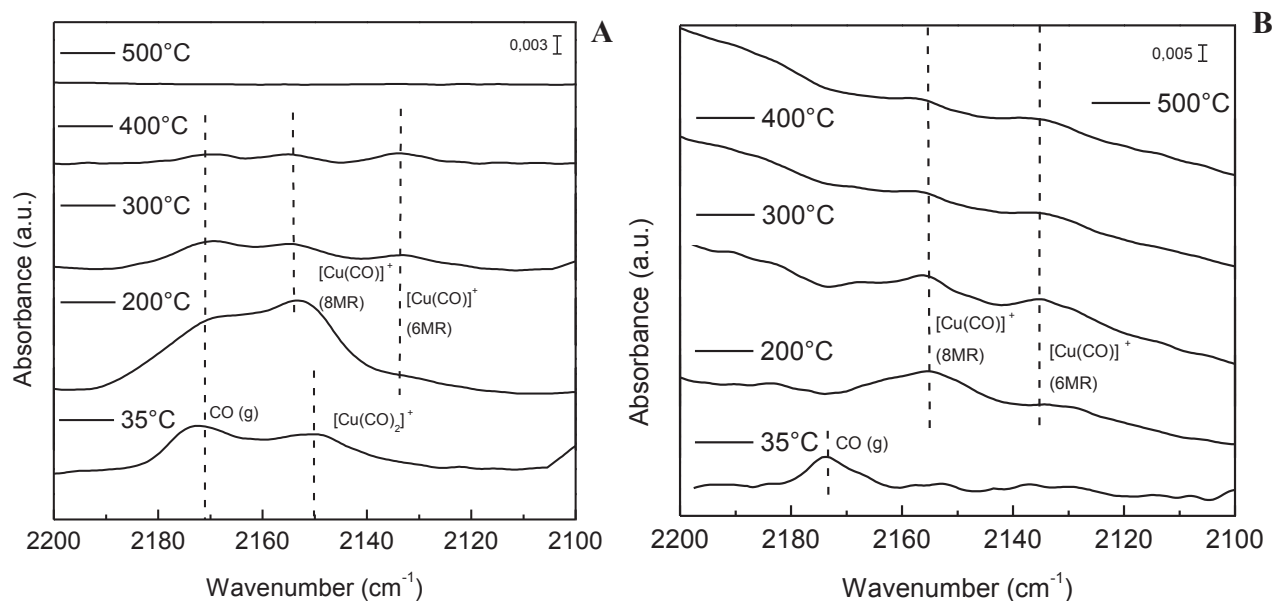 A
0,003
500°C
400°C
300°C
[Cu(CO)]+
(8MR)
[Cu(CO)]+
(6MR)
200°C
35°C
CO (g)
[Cu(CO)2]+
Absorbance (a.u.)
2200 2180 2160 2140 2120 2100
Wavenumber (cm-1)
B
0,005
500°C
400°C
300°C
[Cu(CO)]+
(8MR)
[Cu(CO)]+
(6MR)
200°C
35°C
CO (g)
Absorbance (a.u.)
2200 2180 2160 2140 2120 2100
Wavenumber (cm-1)